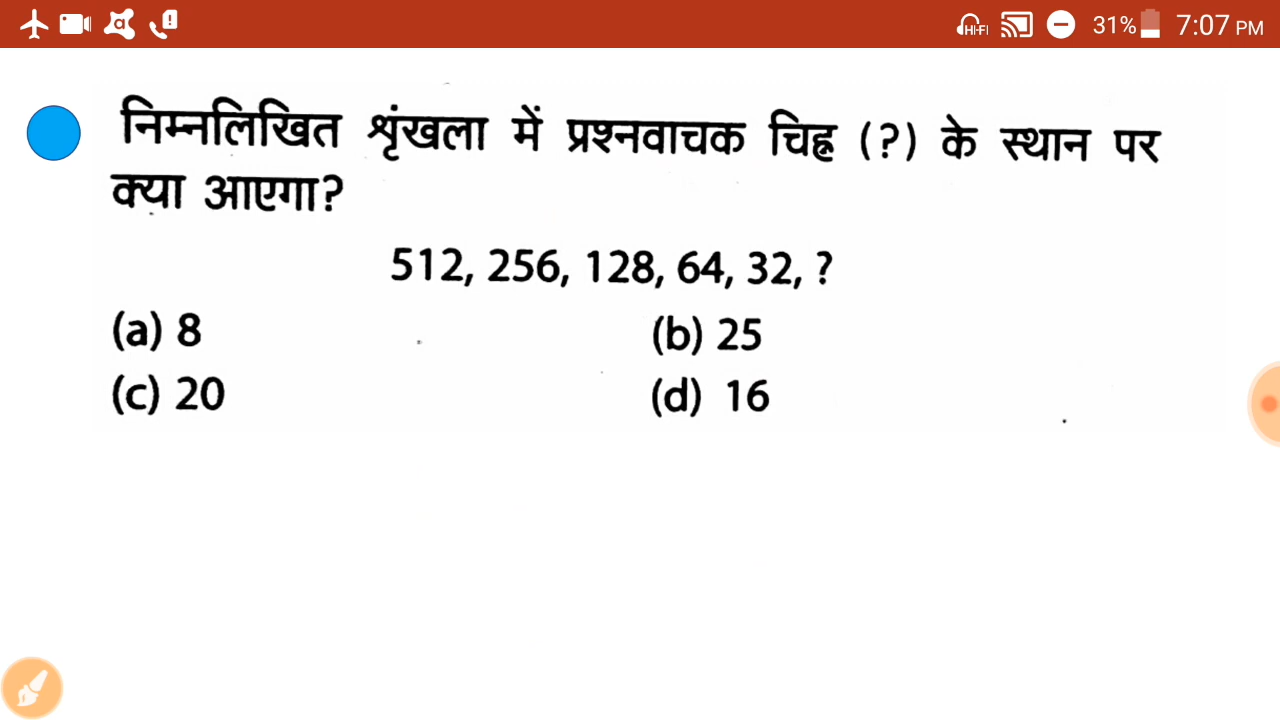 31% 7:07 PM
निम्नलिखित शृंखला में प्रश्नवाचक चिह्न (?) के स्थान पर
क्या आएगा?
512, 256, 128, 64, 32, ?
(a) 8 (b) 25
(c) 20 (d) 16